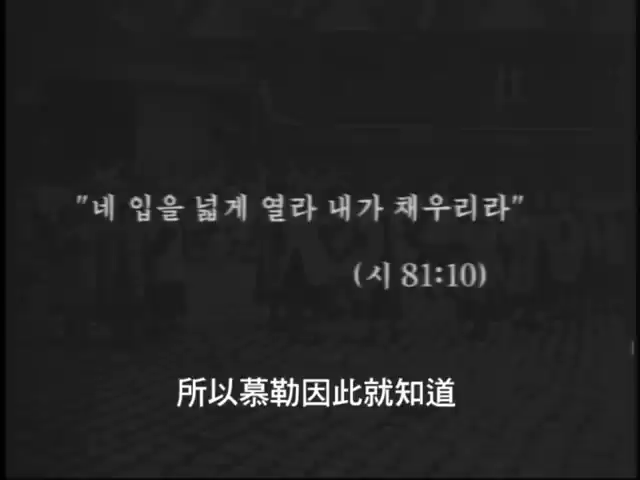 "네 입을 넓게 열라 내가 채우리라"
(시 81:10)
所以慕勒因此就知道